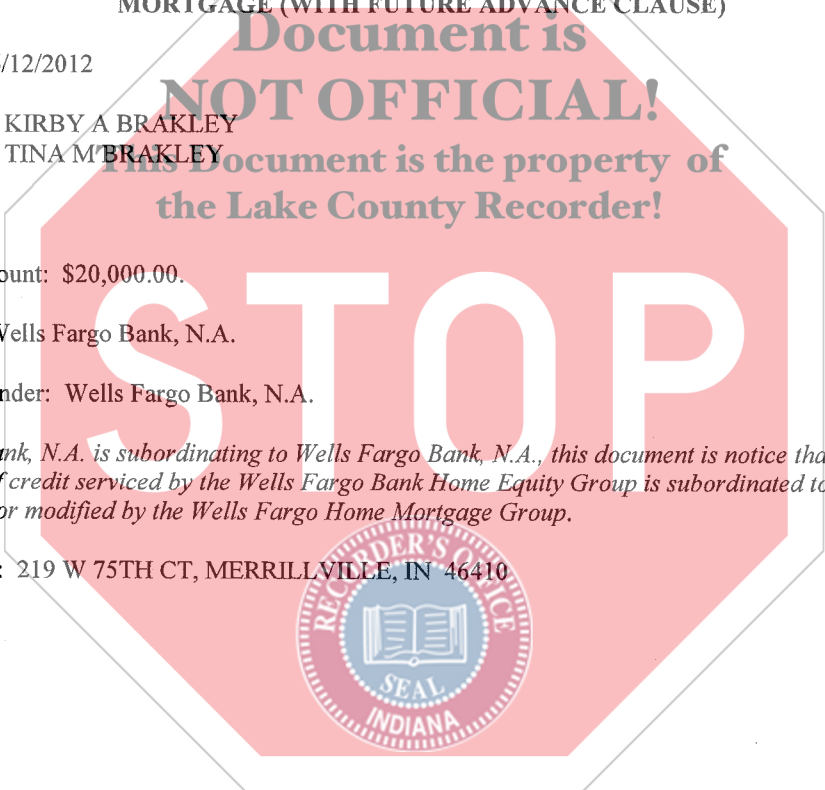 MORTGAGE (WITH FUTURE ADVANCE CLAUSE)
Document is
/12/2012
NOT OFFICIAL!
KIRBY A BRAKLEY
TINA M BRAKLEY
This Document is the property of
the Lake County Recorder!
ount: $20,000.00.
STOP
Wells Fargo Bank, N.A.
nder: Wells Fargo Bank, N.A.
ank, N.A. is subordinating to Wells Fargo Bank, N.A., this document is notice tha
f credit serviced by the Wells Fargo Bank Home Equity Group is subordinated to
or modified by the Wells Fargo Home Mortgage Group.
: 219 W 75TH CT, MERRILLVILLE, IN 46410
RECORDER'S OFFICE
SEAL
INDIANA